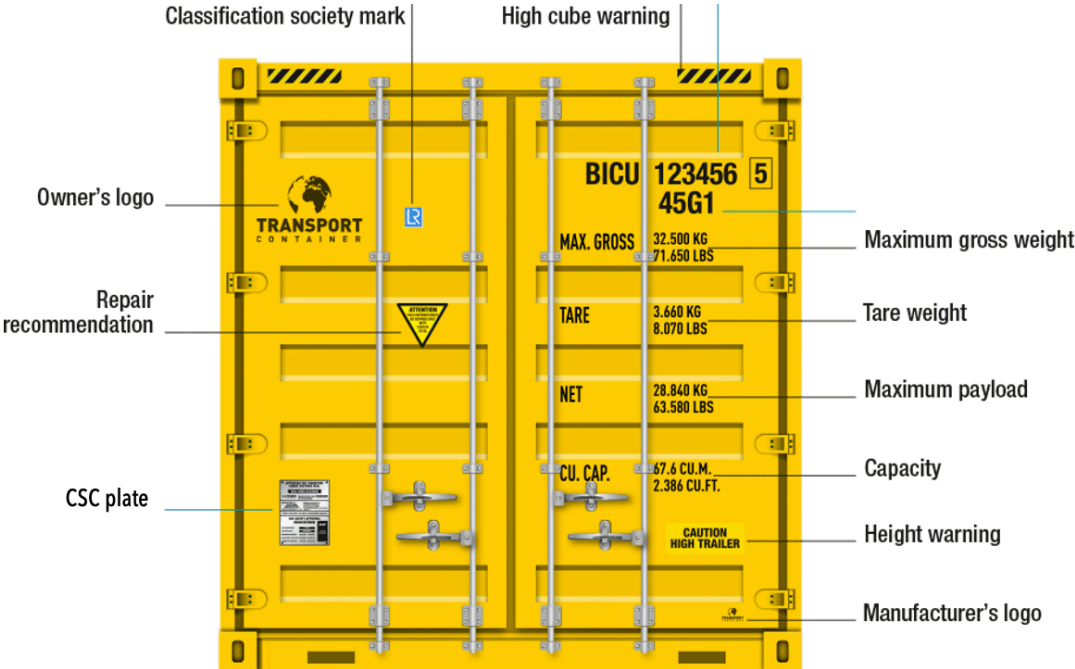 Classification society mark
High cube warning
BICU 123456 5
45G1
Owner's logo
TRANSPORT
CONTAINER
LR
MAX. GROSS 32.500 KG
71.650 LBS
Maximum gross weight
Repair
recommendation
ATTENTION
TARE 3.660 KG
8.070 LBS
Tare weight
NET 28.840 KG
63.580 LBS
Maximum payload
CU. CAP. 67.6 CU.M.
2.386 CU.FT.
Capacity
CSC plate
CAUTION
HIGH TRAILER
Height warning
TRANSPORT
Manufacturer's logo